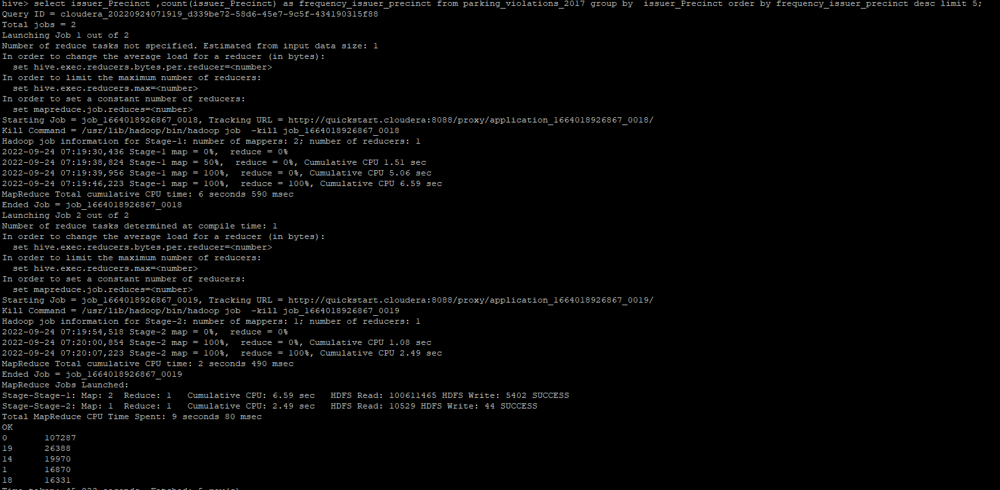 hive> select issuer_Precinct ,count(issuer_Precinct) as frequency_issuer_precinct from parking_violations_2017 group by  issuer_Precinct order by frequency_issuer_precinct desc limit 5;
Query ID = cloudera_20220924071919_d339be72-58d6-45e7-9c5f-434190315f88
Total jobs = 2
Launching Job 1 out of 2
Number of reduce tasks not specified. Estimated from input data size: 1
In order to change the average load for a reducer (in bytes):
  set hive.exec.reducers.bytes.per.reducer=<number>
In order to limit the maximum number of reducers:
  set hive.exec.reducers.max=<number>
In order to set a constant number of reducers:
  set mapreduce.job.reduces=<number>
Starting Job = job_1664018926867_0018, Tracking URL = http://quickstart.cloudera:8088/proxy/application_1664018926867_0018/
Kill Command = /usr/lib/hadoop/bin/hadoop job  -kill job_1664018926867_0018
Hadoop job information for Stage-1: number of mappers: 2; number of reducers: 1
2022-09-24 07:19:30,436 Stage-1 map = 0%,  reduce = 0%
2022-09-24 07:19:38,824 Stage-1 map = 50%,  reduce = 0%, Cumulative CPU 1.51 sec
2022-09-24 07:19:39,956 Stage-1 map = 100%,  reduce = 0%, Cumulative CPU 5.06 sec
2022-09-24 07:19:46,223 Stage-1 map = 100%,  reduce = 100%, Cumulative CPU 6.59 sec
MapReduce Total cumulative CPU time: 6 seconds 590 msec
Ended Job = job_1664018926867_0018
Launching Job 2 out of 2
Number of reduce tasks determined at compile time: 1
In order to change the average load for a reducer (in bytes):
  set hive.exec.reducers.bytes.per.reducer=<number>
In order to limit the maximum number of reducers:
  set hive.exec.reducers.max=<number>
In order to set a constant number of reducers:
  set mapreduce.job.reduces=<number>
Starting Job = job_1664018926867_0019, Tracking URL = http://quickstart.cloudera:8088/proxy/application_1664018926867_0019/
Kill Command = /usr/lib/hadoop/bin/hadoop job  -kill job_1664018926867_0019
Hadoop job information for Stage-2: number of mappers: 1; number of reducers: 1
2022-09-24 07:19:54,518 Stage-2 map = 0%,  reduce = 0%
2022-09-24 07:20:00,854 Stage-2 map = 100%,  reduce = 0%, Cumulative CPU 1.08 sec
2022-09-24 07:20:07,223 Stage-2 map = 100%,  reduce = 100%, Cumulative CPU 2.49 sec
MapReduce Total cumulative CPU time: 2 seconds 490 msec
Ended Job = job_1664018926867_0019
MapReduce Jobs Launched:
Stage-Stage-1: Map: 2  Reduce: 1   Cumulative CPU: 6.59 sec   HDFS Read: 100611465 HDFS Write: 5402 SUCCESS
Stage-Stage-2: Map: 1  Reduce: 1   Cumulative CPU: 2.49 sec   HDFS Read: 10529 HDFS Write: 44 SUCCESS
Total MapReduce CPU Time Spent: 9 seconds 80 msec
OK
0       107287
19      26388
14      19970
1       16870
18      16331